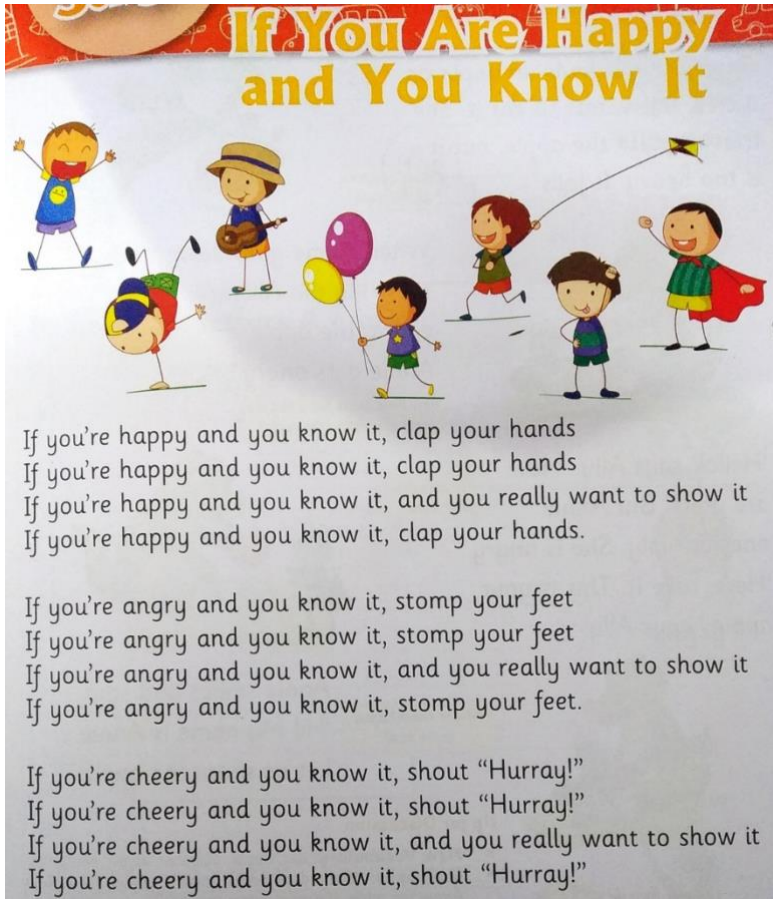 If You Are Happy
and You Know It
If you're happy and you know it, clap your hands
If you're happy and you know it, clap your hands
If you're happy and you know it, and you really want to show it
If you're happy and you know it, clap your hands.
If you're angry and you know it, stomp your feet
If you're angry and you know it, stomp your feet
If you're angry and you know it, and you really want to show it
If you're angry and you know it, stomp your feet.
If you're cheery and you know it, shout “Hurray!”
If you're cheery and you know it, shout “Hurray!”
If you're cheery and you know it, and you really want to show it
If you're cheery and you know it, shout “Hurray!”